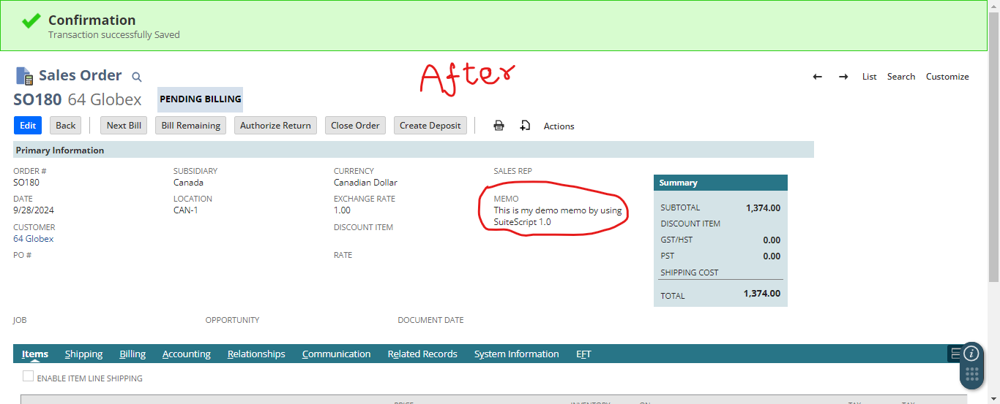 Confirmation
Transaction successfully Saved
After
Sales Order
List Search Customize
SO180 64 Globex PENDING BILLING
Edit Back Next Bill Bill Remaining Authorize Return Close Order Create Deposit Actions
Primary Information
ORDER #
SO180
DATE
9/28/2024
CUSTOMER
64 Globex
PO #
SUBSIDIARY
Canada
LOCATION
CAN-1
CURRENCY
Canadian Dollar
EXCHANGE RATE
1.00
DISCOUNT ITEM
RATE
SALES REP
MEMO
This is my demo memo by using
SuiteScript 1.0
Summary
SUBTOTAL 1,374.00
DISCOUNT ITEM
GST/HST 0.00
PST 0.00
SHIPPING COST
TOTAL 1,374.00
JOB OPPORTUNITY DOCUMENT DATE
Items Shipping Billing Accounting Relationships Communication Related Records System Information EFT
ENABLE ITEM LINE SHIPPING